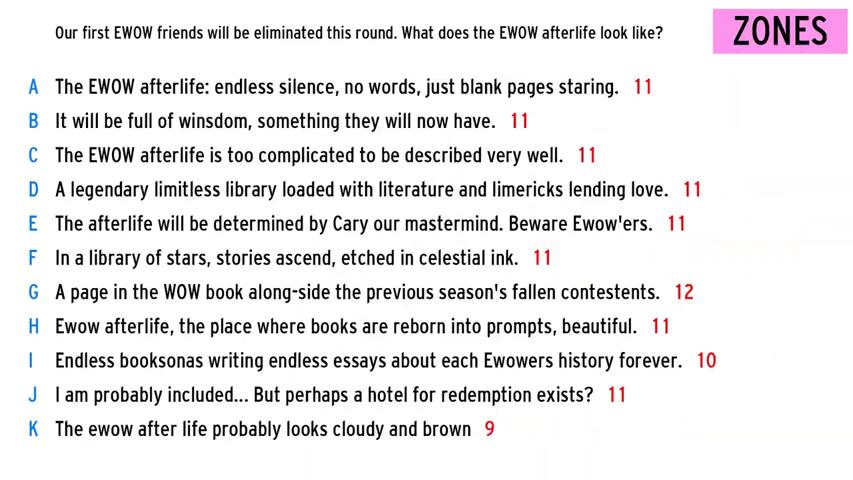 Our first EWOW friends will be eliminated this round. What does the EWOW afterlife look like?
ZONES
A The EWOW afterlife: endless silence, no words, just blank pages staring. 11
B It will be full of winsdom, something they will now have. 11
C The EWOW afterlife is too complicated to be described very well. 11
D A legendary limitless library loaded with literature and limericks lending love. 11
E The afterlife will be determined by Cary our mastermind. Beware Ewow'ers. 11
F In a library of stars, stories ascend, etched in celestial ink. 11
G A page in the WOW book along-side the previous season's fallen contestents. 12
H Ewow afterlife, the place where books are reborn into prompts, beautiful. 11
I Endless booksonas writing endless essays about each Ewowers history forever. 10
J I am probably included... But perhaps a hotel for redemption exists? 11
K The ewow after life probably looks cloudy and brown 9